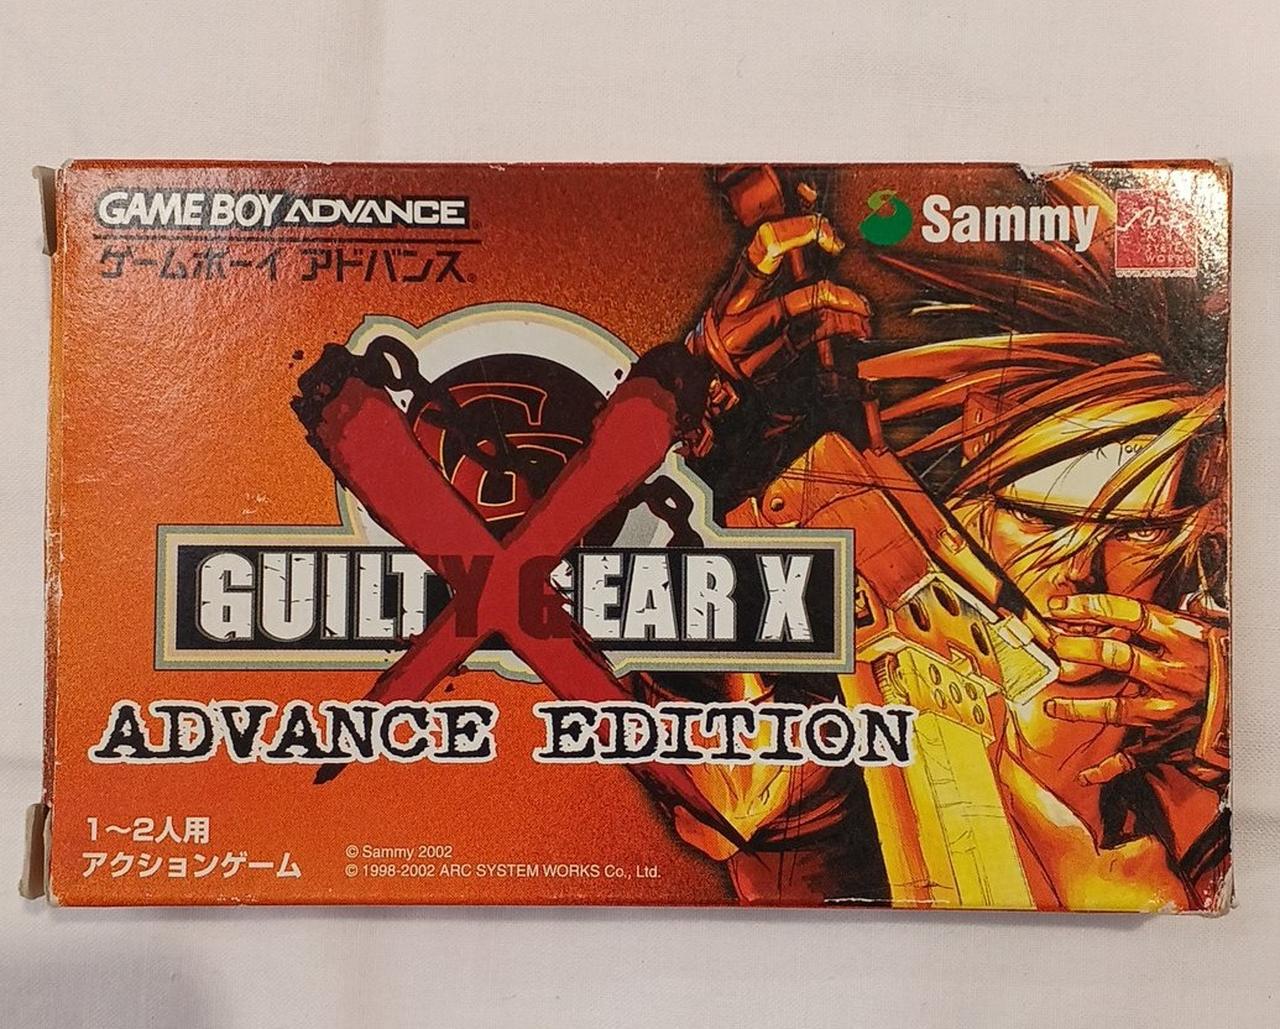 GAME BOY ADVANCE
ゲームボーイ アドバンス
Sammy
GUILTY GEAR X
ADVANCE EDITION
1〜2人用
アクションゲーム
© Sammy 2002
© 1998-2002 ARC SYSTEM WORKS Co., Ltd.
WORKS